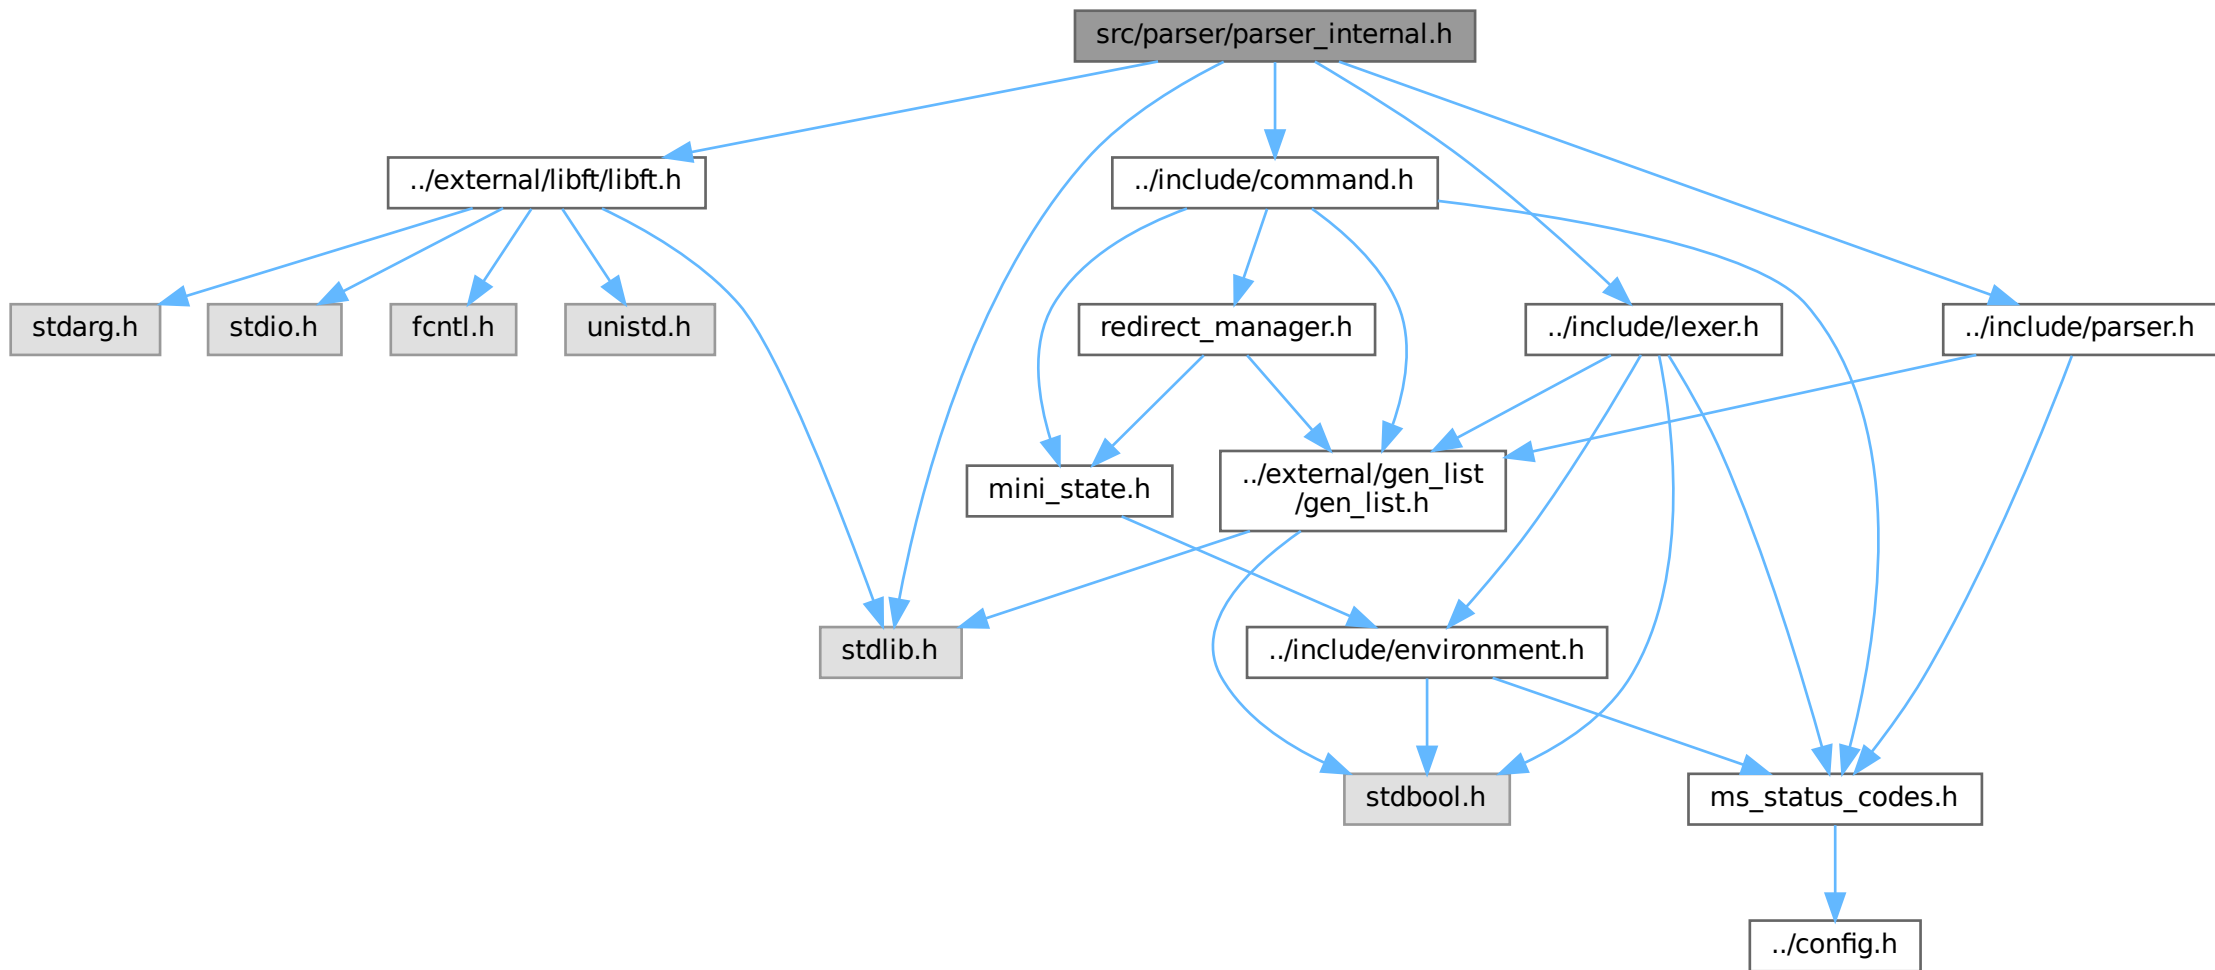 src/parser/parser_internal.h
../external/libft/libft.h
../include/command.h
stdarg.h
stdio.h
fcntl.h
unistd.h
redirect_manager.h
../include/lexer.h
../include/parser.h
mini_state.h
../external/gen_list
/gen_list.h
stdlib.h
../include/environment.h
stdbool.h
ms_status_codes.h
../config.h